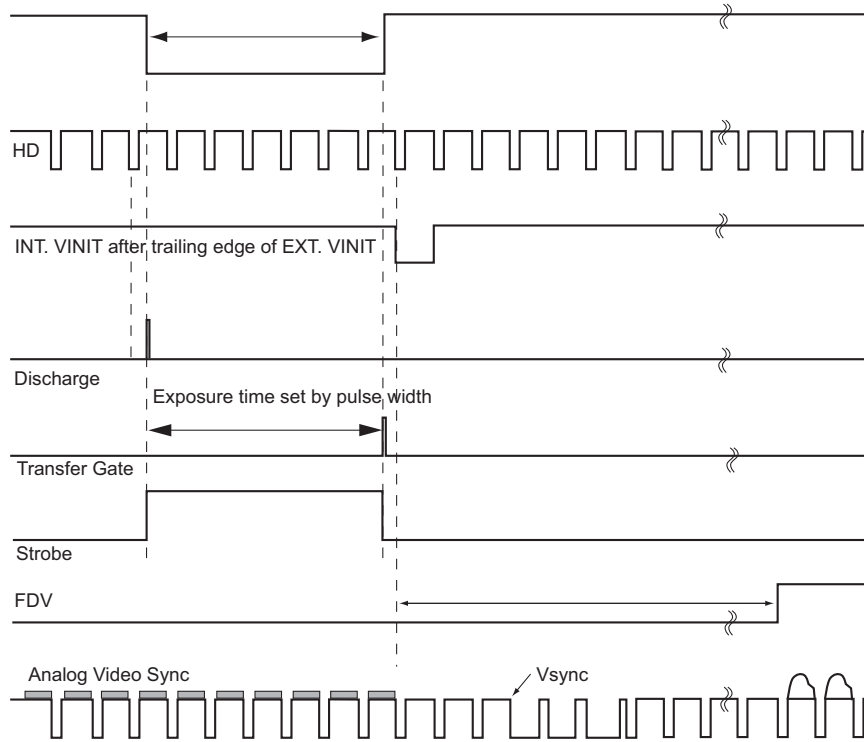 HD
INT. VINIT after trailing edge of EXT. VINIT
Discharge
Exposure time set by pulse width
Transfer Gate
Strobe
FDV
Analog Video Sync
Vsync